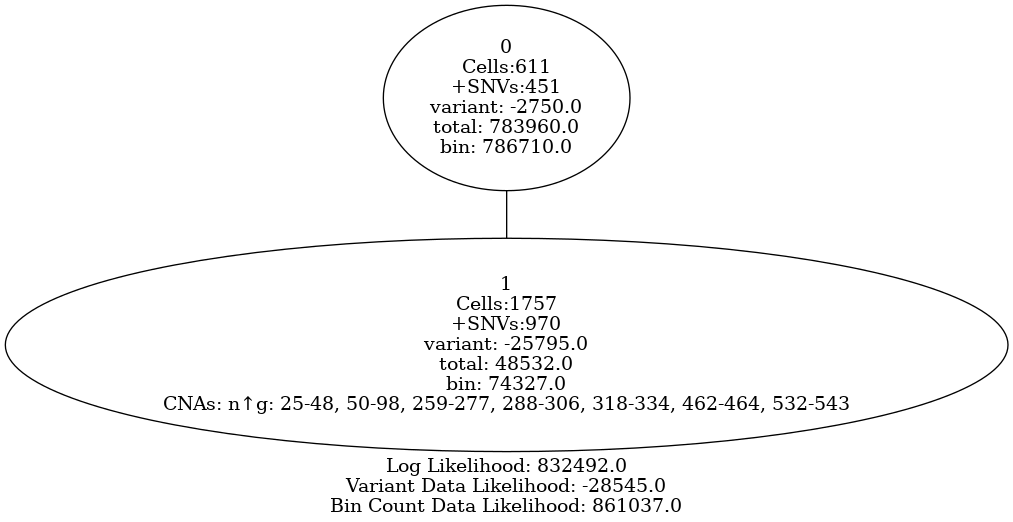 0
Cells:611
+SNVs:451
variant: -2750.0
total: 783960.0
bin: 786710.0
1
Cells:1757
+SNVs:970
variant: -25795.0
total: 48532.0
bin: 74327.0
CNAs: n↑g: 25-48, 50-98, 259-277, 288-306, 318-334, 462-464, 532-543
Log Likelihood: 832492.0
Variant Data Likelihood: -28545.0
Bin Count Data Likelihood: 861037.0